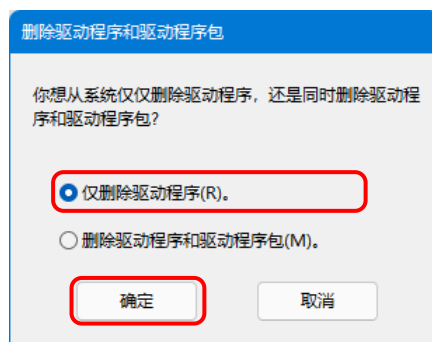 删除驱动程序和驱动程序包
你想从系统仅仅删除驱动程序，还是同时删除驱动程
序和驱动程序包?
仅删除驱动程序(R)。
删除驱动程序和驱动程序包(M)。
确定 取消